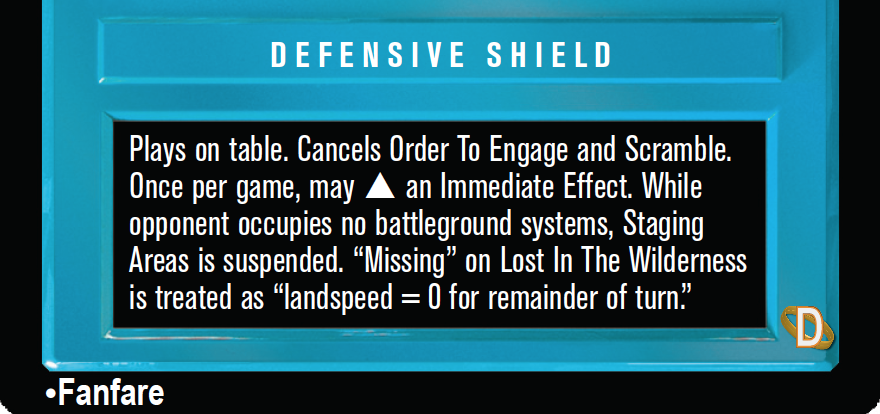 DEFENSIVE SHIELD
Plays on table. Cancels Order To Engage and Scramble.
Once per game, may ▲ an Immediate Effect. While
opponent occupies no battleground systems, Staging
Areas is suspended. “Missing” on Lost In The Wilderness
is treated as “landspeed = 0 for remainder of turn.”
D
•Fanfare